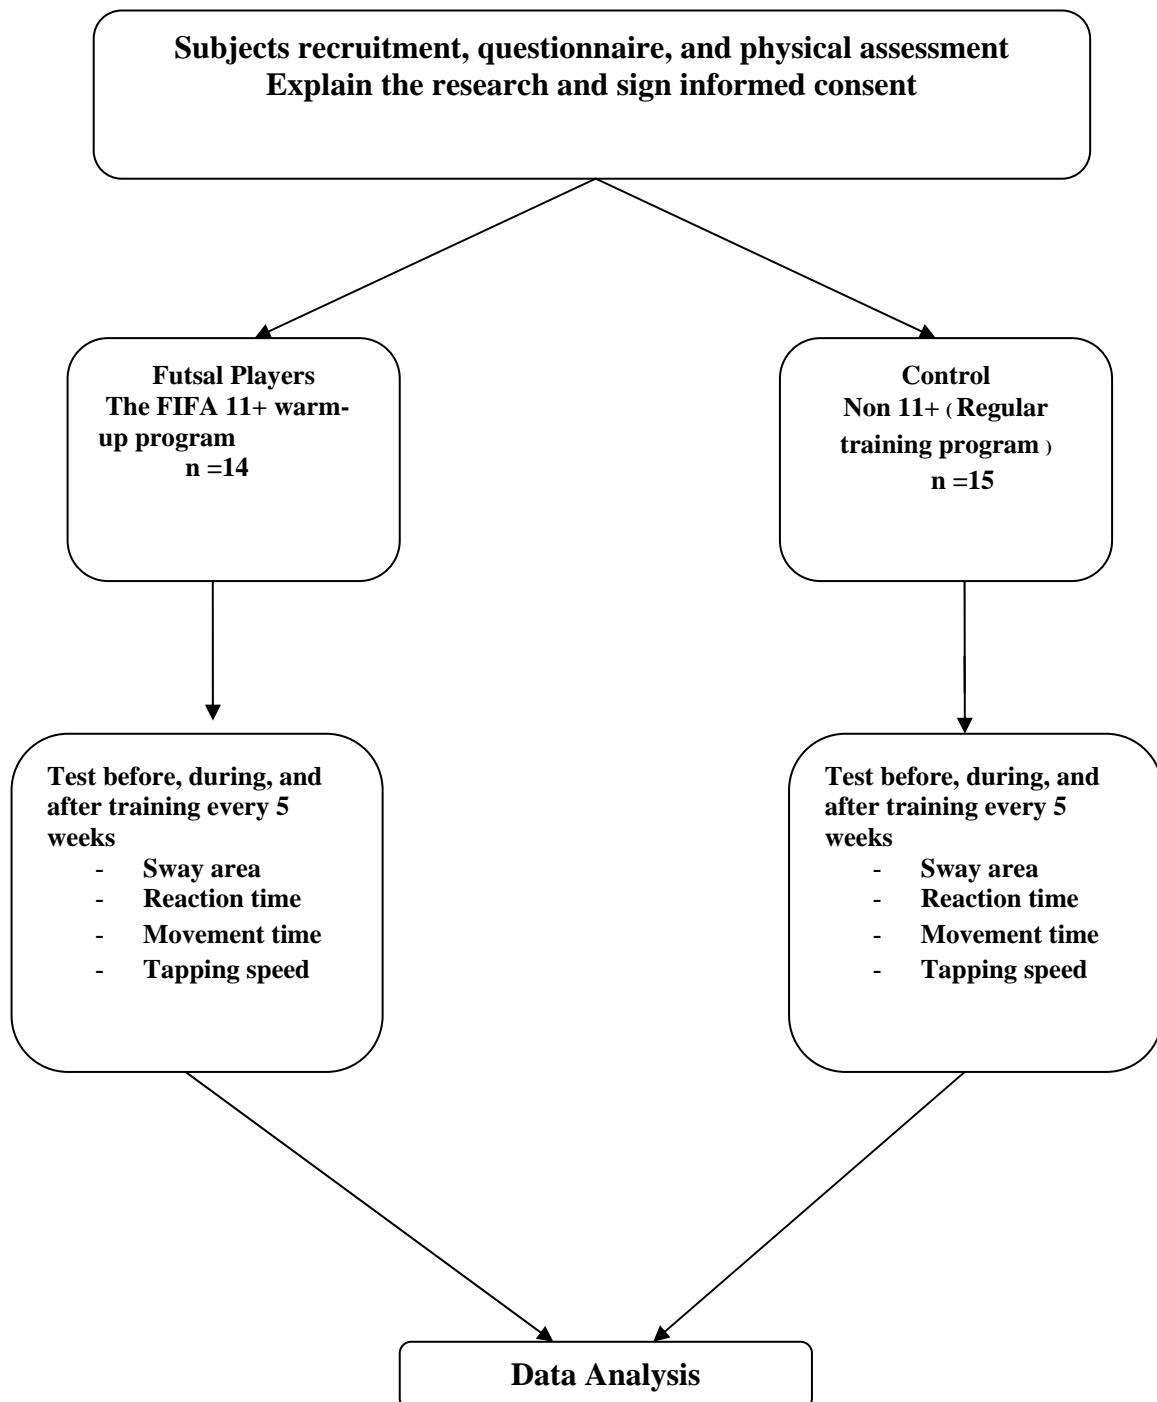 Subjects recruitment, questionnaire, and physical assessment
Explain the research and sign informed consent
Futsal Players
The FIFA 11+ warm-
up program
n =14
Control
Non 11+ ( Regular
training program )
n =15
Test before, during, and
after training every 5
weeks
- Sway area
- Reaction time
- Movement time
- Tapping speed
Test before, during, and
after training every 5
weeks
- Sway area
- Reaction time
- Movement time
- Tapping speed
Data Analysis